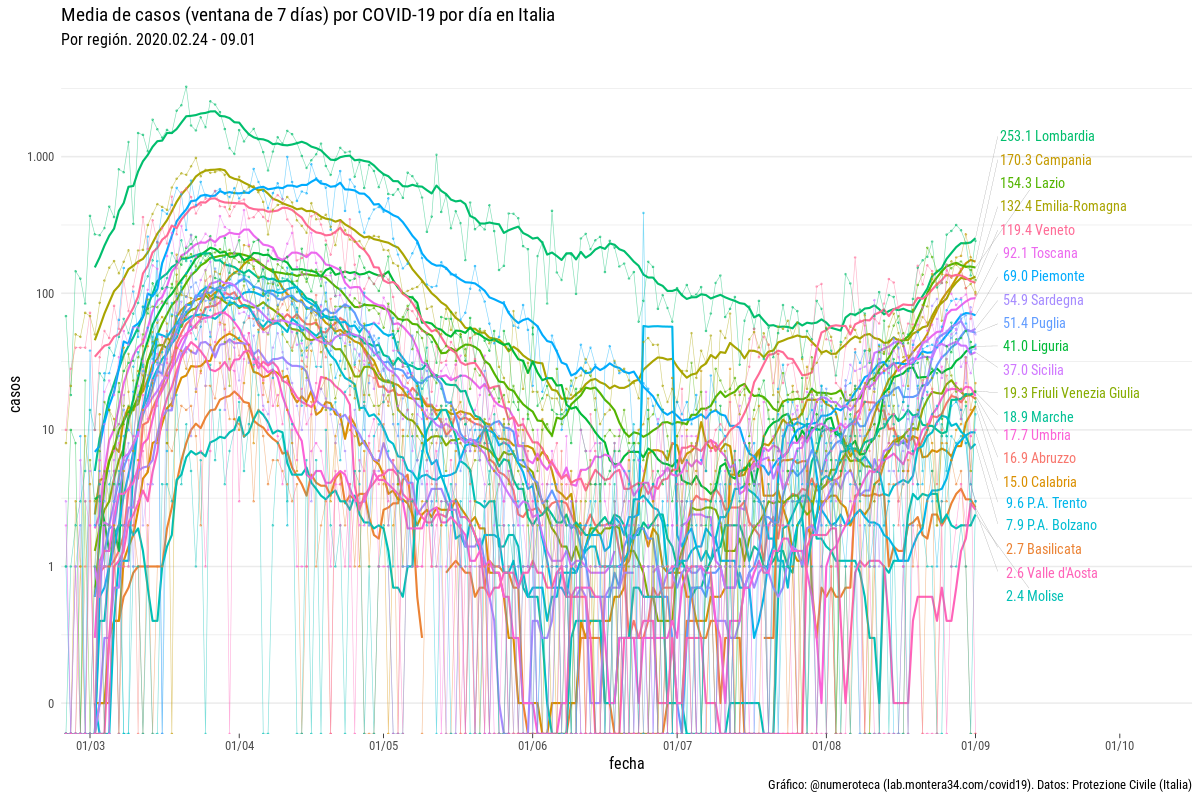 Media de casos (ventana de 7 días) por COVID-19 por día en Italia
Por región. 2020.02.24 - 09.01
casos
1.000
100
10
1
0
253.1 Lombardia
170.3 Campania
154.3 Lazio
132.4 Emilia-Romagna
119.4 Veneto
92.1 Toscana
69.0 Piemonte
54.9 Sardegna
51.4 Puglia
41.0 Liguria
37.0 Sicilia
19.3 Friuli Venezia Giulia
18.9 Marche
17.7 Umbria
16.9 Abruzzo
15.0 Calabria
9.6 P.A. Trento
7.9 P.A. Bolzano
2.7 Basilicata
2.6 Valle d'Aosta
2.4 Molise
01/03 01/04 01/05 01/06 01/07 01/08 01/09 01/10
fecha
Gráfico: @numeroteca (lab.montera34.com/covid19). Datos: Protezione Civile (Italia)